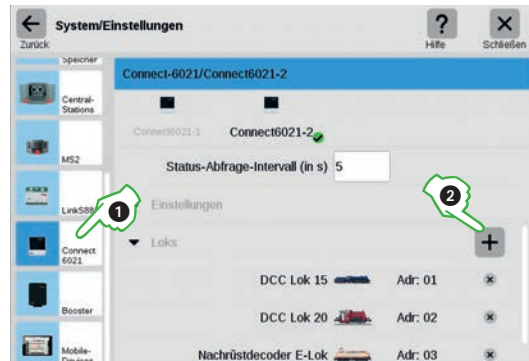 System/Einstellungen
?
Zurück
Hilfe
Schließen
Speicher
Central-
Stations
MS2
LinkS88
Connect
6021
Booster
Mobile-
Devices
Connect-6021/Connect6021-2
Connect6021-1
Connect6021-2
Status-Abfrage-Intervall (in s) 5
Einstellungen
Loks
DCC Lok 15 Adr: 01
DCC Lok 20 Adr: 02
Nachrüstdecoder E-Lok Adr: 03
1
2